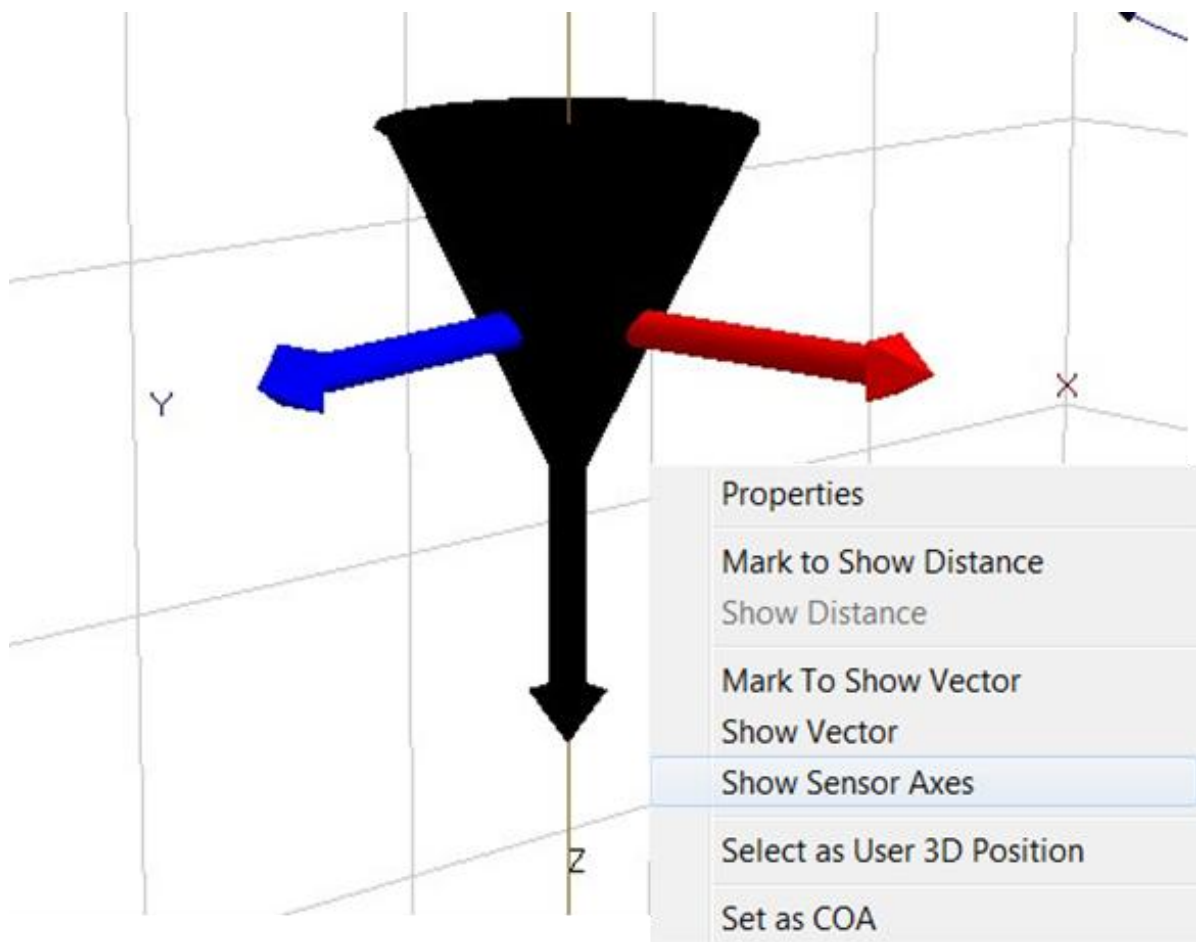 Y
X
Z
Properties
Mark to Show Distance
Show Distance
Mark To Show Vector
Show Vector
Show Sensor Axes
Select as User 3D Position
Set as COA